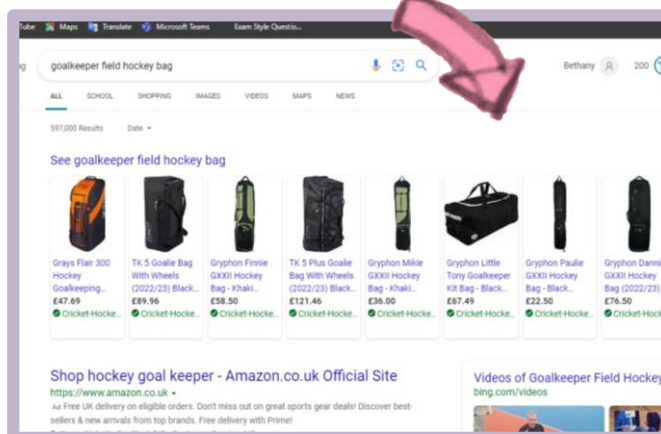 Tube Maps Translate Microsoft Teams Exam Style Questio...
ng goalkeeper field hockey bag Bethany 200
ALL SCHOOL SHOPPING IMAGES VIDEOS MAPS NEWS
597,000 Results Date
See goalkeeper field hockey bag
Grays Flair 300
Hockey
Goalkeeping...
£47.69
Cricket-Hocke...
TK 5 Goalie Bag
With Wheels
(2022/23) Black...
£89.96
Cricket-Hocke...
Gryphon Finnie
GXXII Hockey
Bag - Khaki...
£58.50
Cricket-Hocke...
TK 5 Plus Goalie
Bag With Wheels
(2022/23) Black...
£121.46
Cricket-Hocke...
Gryphon Mikie
GXXII Hockey
Bag - Khaki...
£36.00
Cricket-Hocke...
Gryphon Little
Tony Goalkeeper
Kit Bag - Black...
£67.49
Cricket-Hocke...
Gryphon Paulie
GXXII Hockey
Bag - Black...
£22.50
Cricket-Hocke...
Gryphon Danni
GXXII Hockey
Bag (2022/23)
£76.50
Cricket-Hock
Shop hockey goal keeper - Amazon.co.uk Official Site
https://www.amazon.co.uk
Ad Free UK delivery on eligible orders. Don't miss out on great sports gear deals! Discover best-
sellers & new arrivals from top brands. Free delivery with Prime!
Videos of Goalkeeper Field Hockey
bing.com/videos